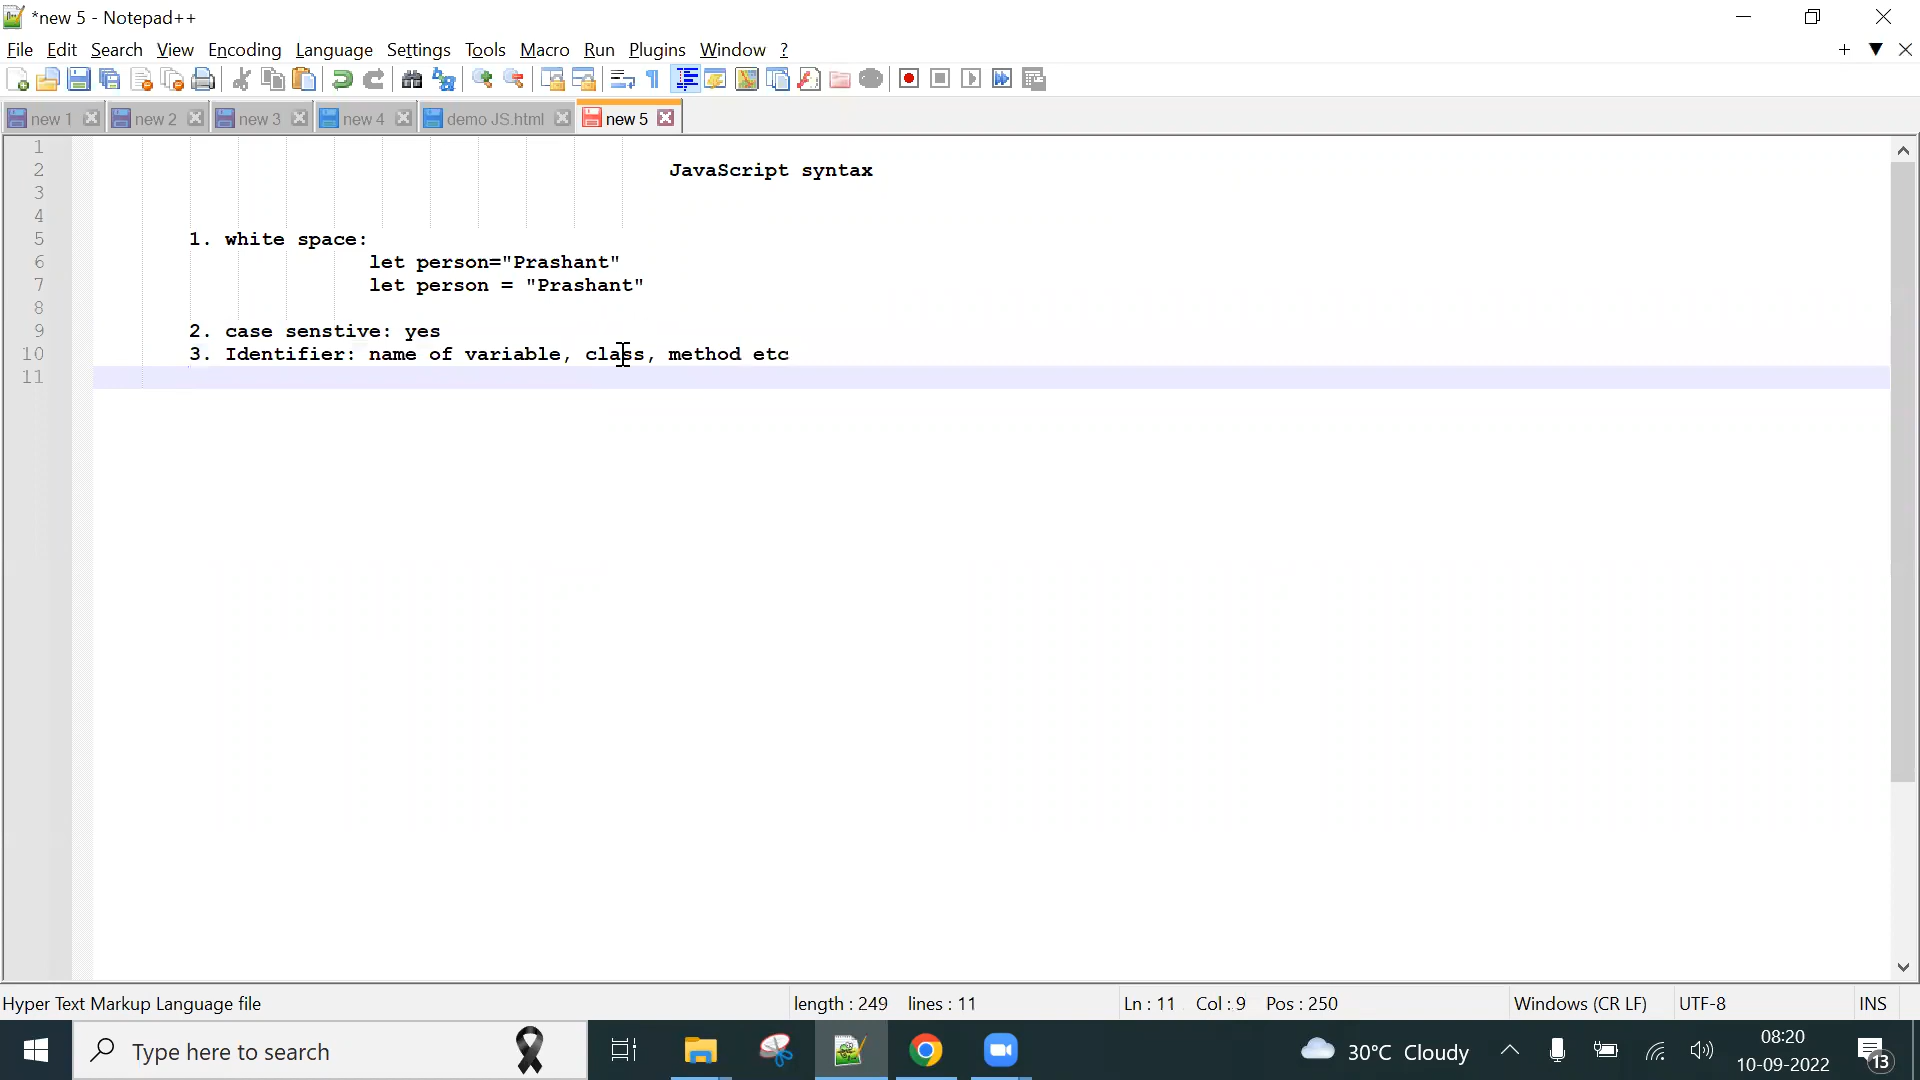 *new 5 - Notepad++
File Edit Search View Encoding Language Settings Tools Macro Run Plugins Window ?
new 1 new 2 new 3 new 4 demo JS.html new 5
1
2 JavaScript syntax
3
4
5 1. white space:
6 let person="Prashant"
7 let person = "Prashant"
8
9 2. case senstive: yes
10 3. Identifier: name of variable, class, method etc
11
Hyper Text Markup Language file length : 249 lines : 11 Ln : 11 Col : 9 Pos : 250 Windows (CR LF) UTF-8 INS
Type here to search 30°C Cloudy 08:20
10-09-2022 13